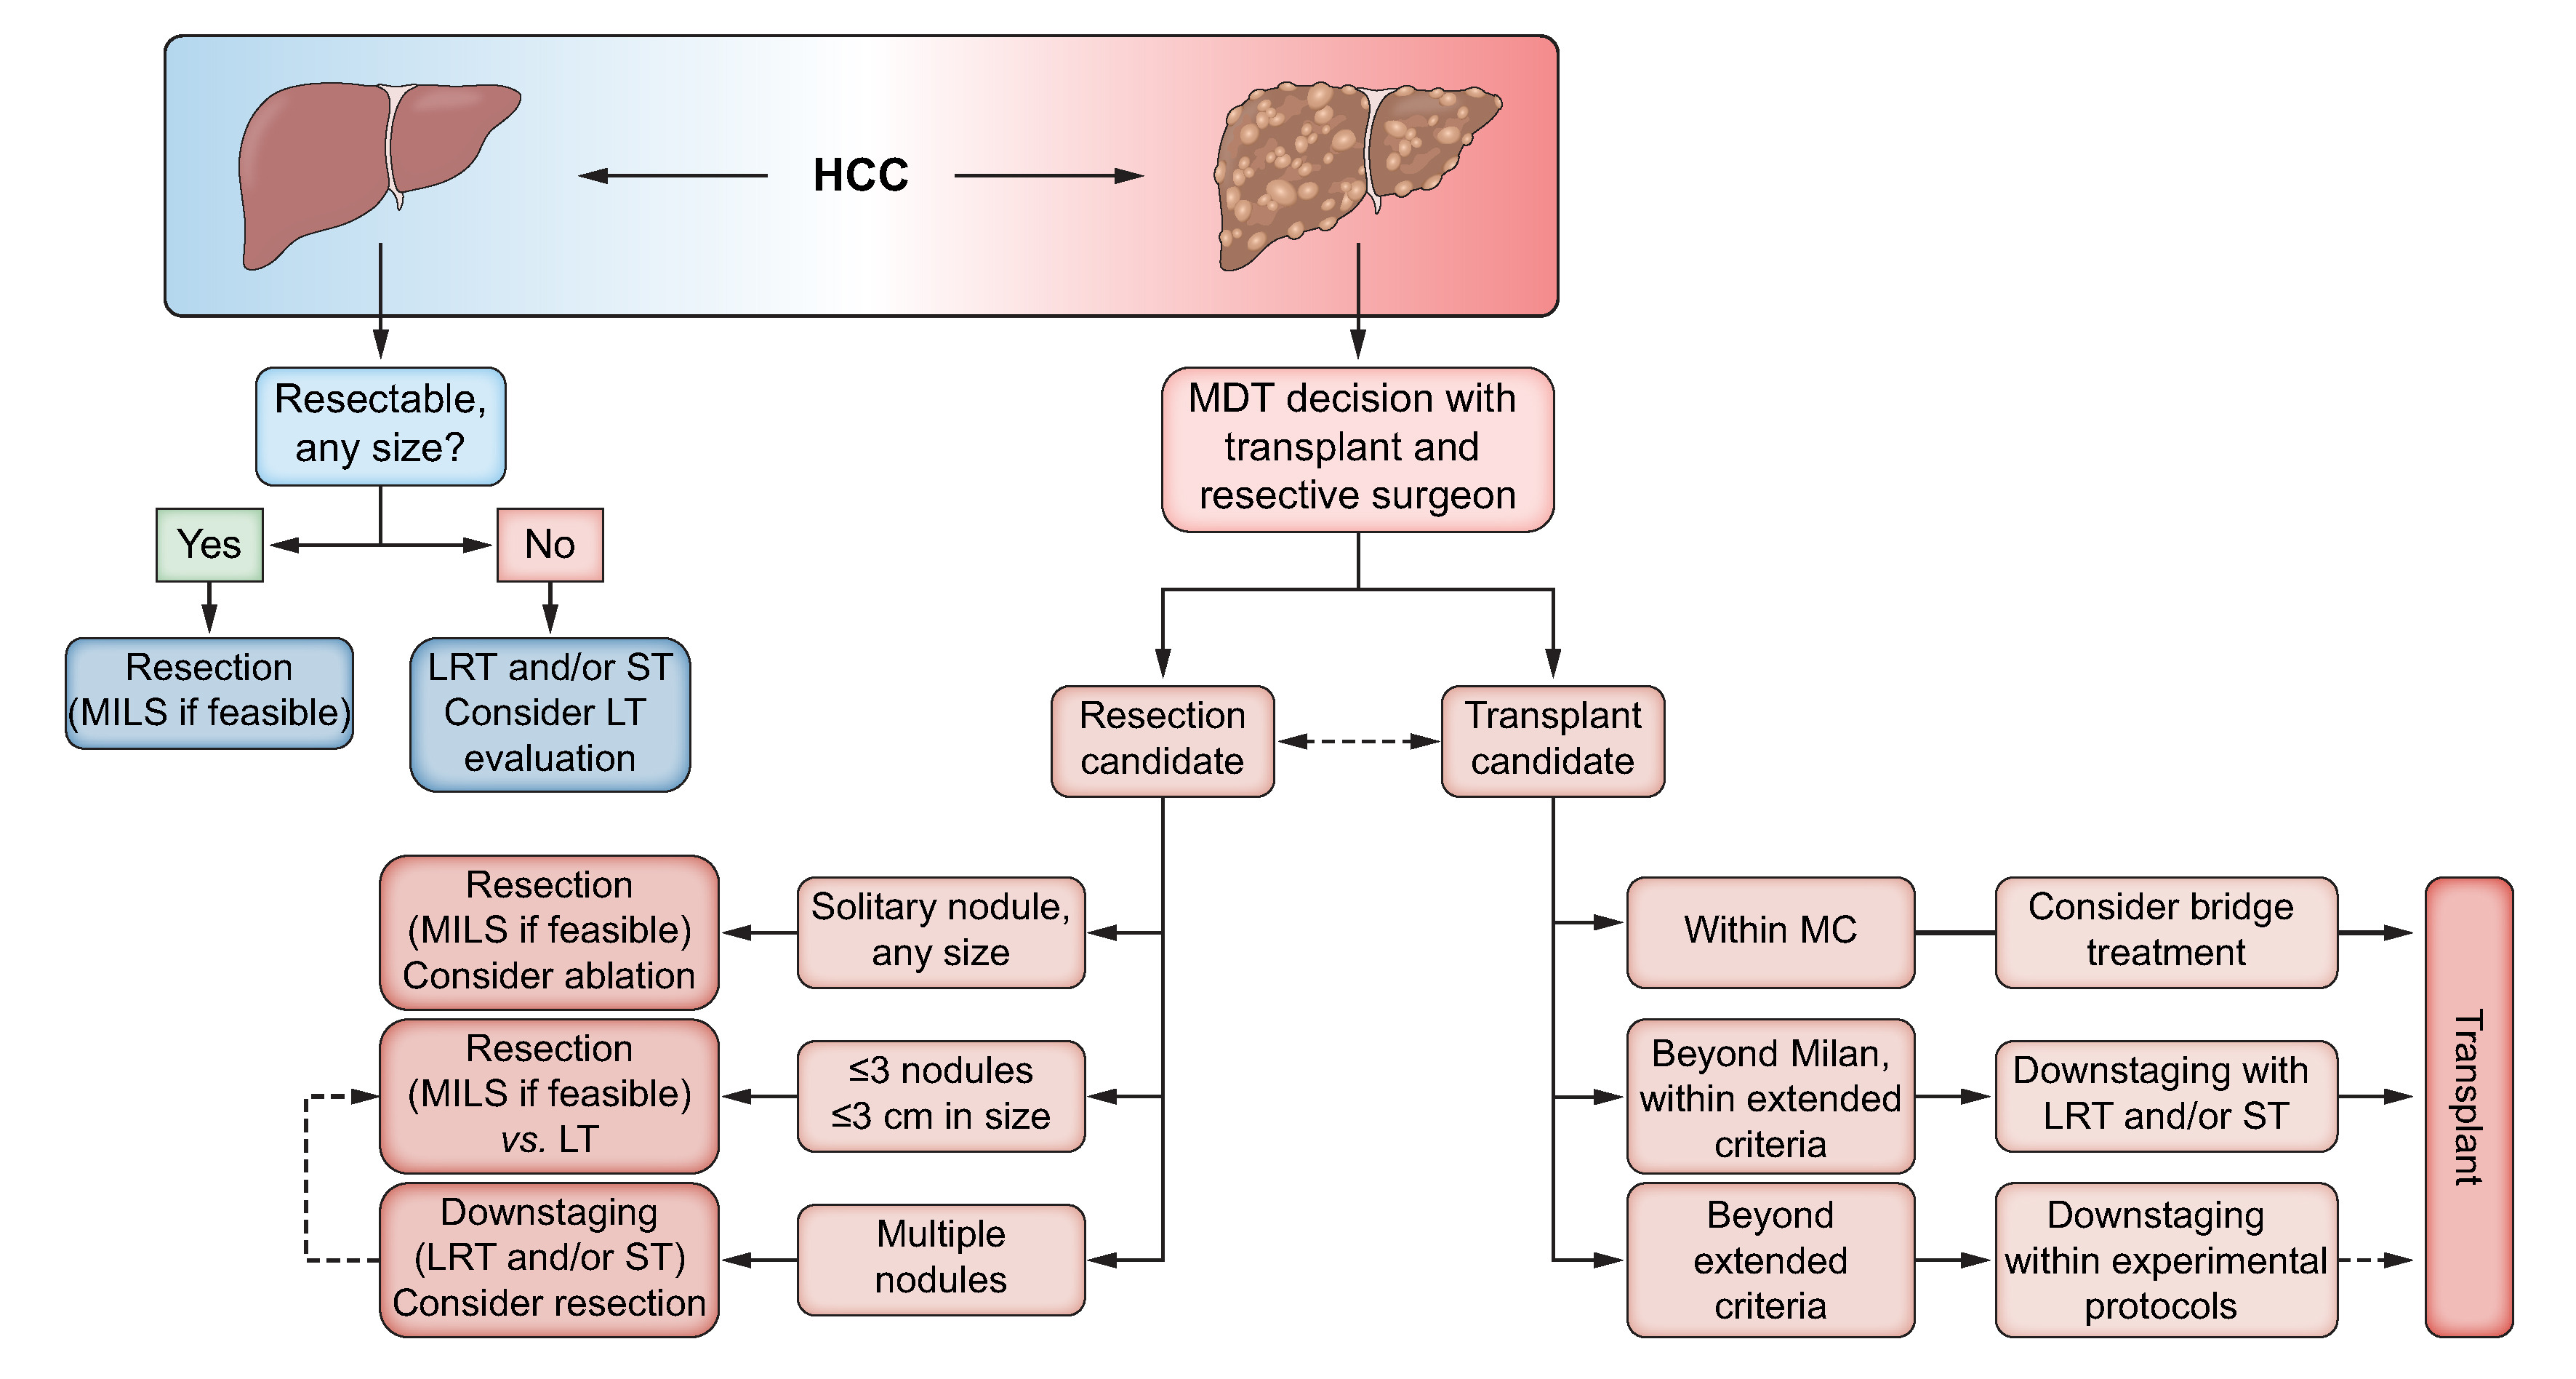 HCC
Resectable,
any size?
Yes
No
Resection
(MILS if feasible)
LRT and/or ST
Consider LT
evaluation
MDT decision with
transplant and
resective surgeon
Resection
candidate
Transplant
candidate
Resection
(MILS if feasible)
Consider ablation
Solitary nodule,
any size
Resection
(MILS if feasible)
vs. LT
≤3 nodules
≤3 cm in size
Downstaging
(LRT and/or ST)
Consider resection
Multiple
nodules
Within MC
Consider bridge
treatment
Beyond Milan,
within extended
criteria
Downstaging with
LRT and/or ST
Beyond
extended
criteria
Downstaging
within experimental
protocols
Transplant